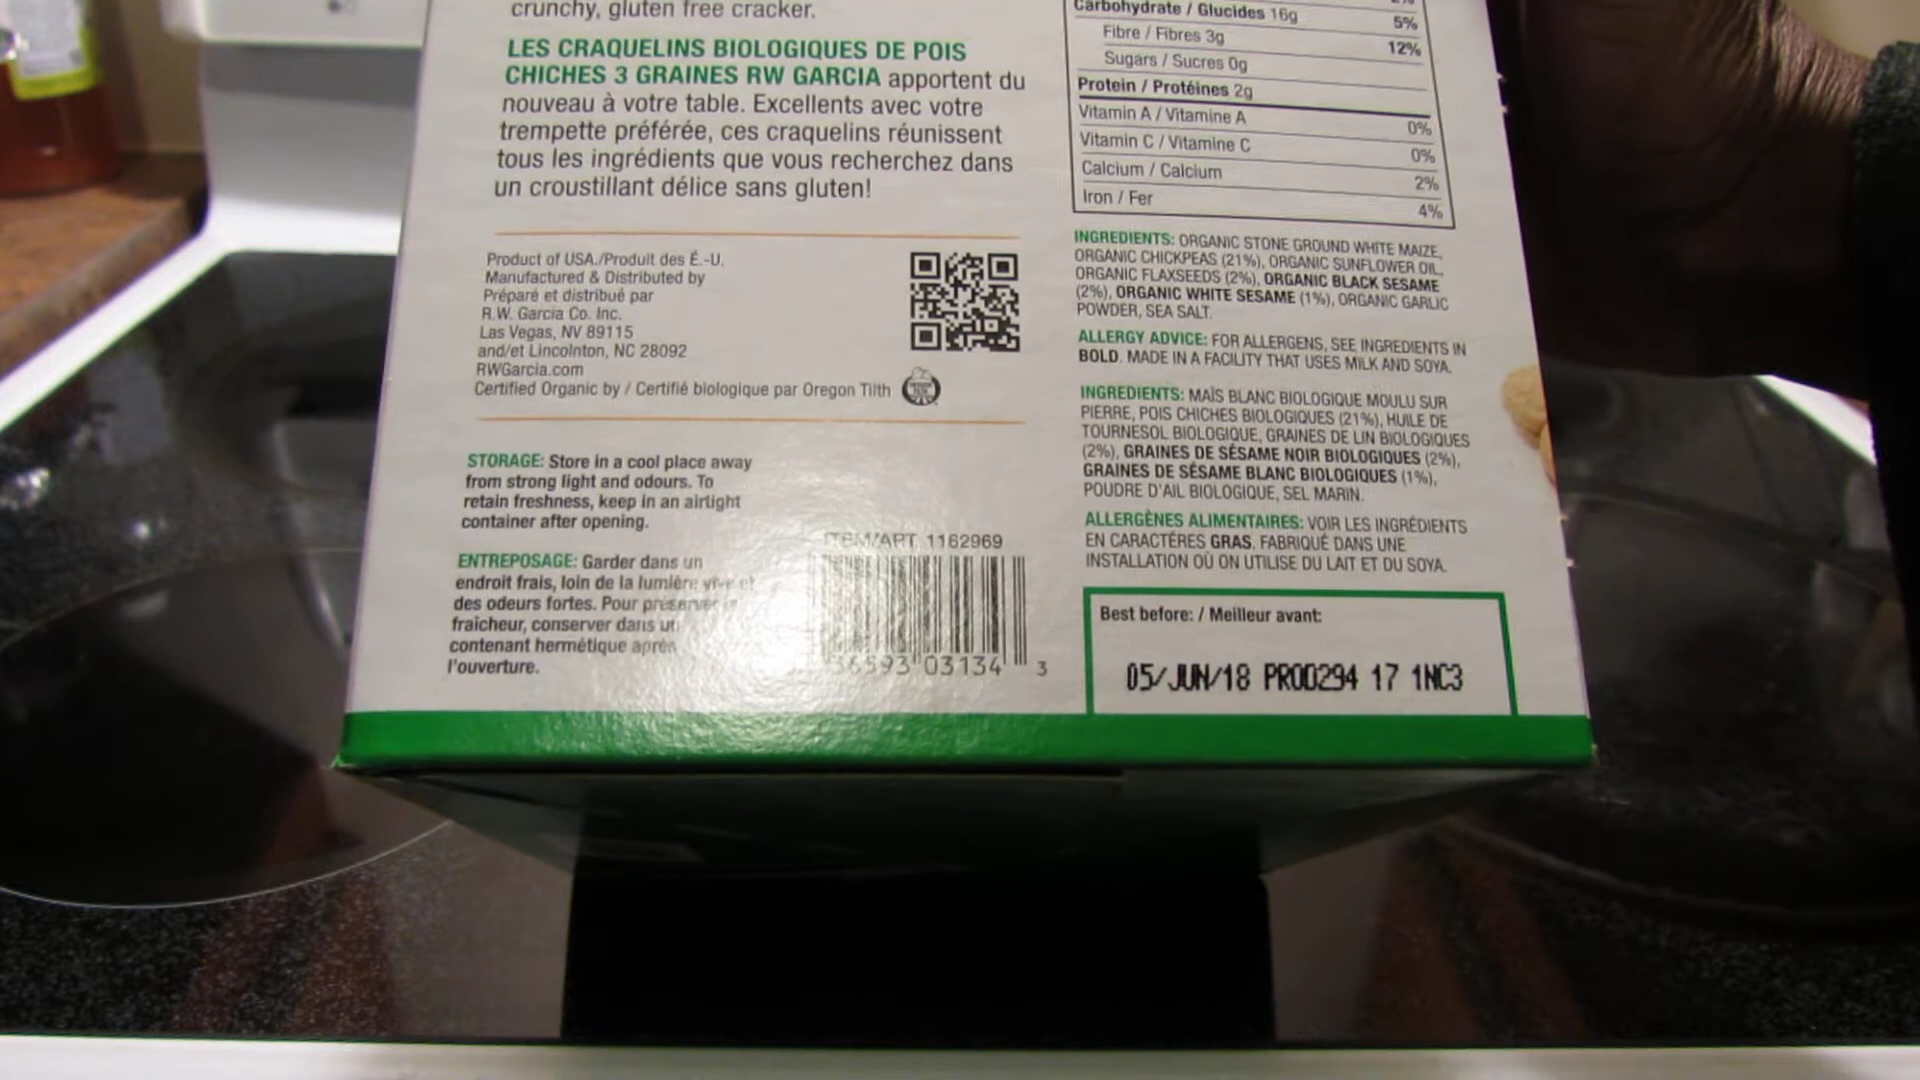 crunchy, gluten free cracker.
LES CRAQUELINS BIOLOGIQUES DE POIS
CHICHES 3 GRAINES RW GARCIA apportent du
nouveau à votre table. Excellents avec votre
trempette préférée, ces craquelins réunissent
tous les ingrédients que vous recherchez dans
un croustillant délice sans gluten!
Product of USA./Produit des É.-U.
Manufactured & Distributed by
Préparé et distribué par
R.W. Garcia Co. Inc.
Las Vegas, NV 89115
and/et Lincolnton, NC 28092
RWGarcia.com
Certified Organic by / Certifié biologique par Oregon Tilth
STORAGE: Store in a cool place away
from strong light and odours. To
retain freshness, keep in an airtight
container after opening.
ENTREPOSAGE: Garder dans un
endroit frais, loin de la lumière vive et
des odeurs fortes. Pour préserver la
fraîcheur, conserver dans un
contenant hermétique après
l'ouverture.
ITEM/ART. 1162969
36593 03134 3
Carbohydrate / Glucides 16g 5%
Fibre / Fibres 3g 12%
Sugars / Sucres 0g
Protein / Protéines 2g
Vitamin A / Vitamine A 0%
Vitamin C / Vitamine C 0%
Calcium / Calcium 2%
Iron / Fer 4%
INGREDIENTS: ORGANIC STONE GROUND WHITE MAIZE,
ORGANIC CHICKPEAS (21%), ORGANIC SUNFLOWER OIL,
ORGANIC FLAXSEEDS (2%), ORGANIC BLACK SESAME
(2%), ORGANIC WHITE SESAME (1%), ORGANIC GARLIC
POWDER, SEA SALT.
ALLERGY ADVICE: FOR ALLERGENS, SEE INGREDIENTS IN
BOLD. MADE IN A FACILITY THAT USES MILK AND SOYA.
INGREDIENTS: MAÏS BLANC BIOLOGIQUE MOULU SUR
PIERRE, POIS CHICHES BIOLOGIQUES (21%), HUILE DE
TOURNESOL BIOLOGIQUE, GRAINES DE LIN BIOLOGIQUES
(2%), GRAINES DE SÉSAME NOIR BIOLOGIQUES (2%),
GRAINES DE SÉSAME BLANC BIOLOGIQUES (1%),
POUDRE D'AIL BIOLOGIQUE, SEL MARIN.
ALLERGÈNES ALIMENTAIRES: VOIR LES INGRÉDIENTS
EN CARACTÈRES GRAS. FABRIQUÉ DANS UNE
INSTALLATION OÙ ON UTILISE DU LAIT ET DU SOYA.
Best before: / Meilleur avant:
05/JUN/18 PROD294 17 1NC3